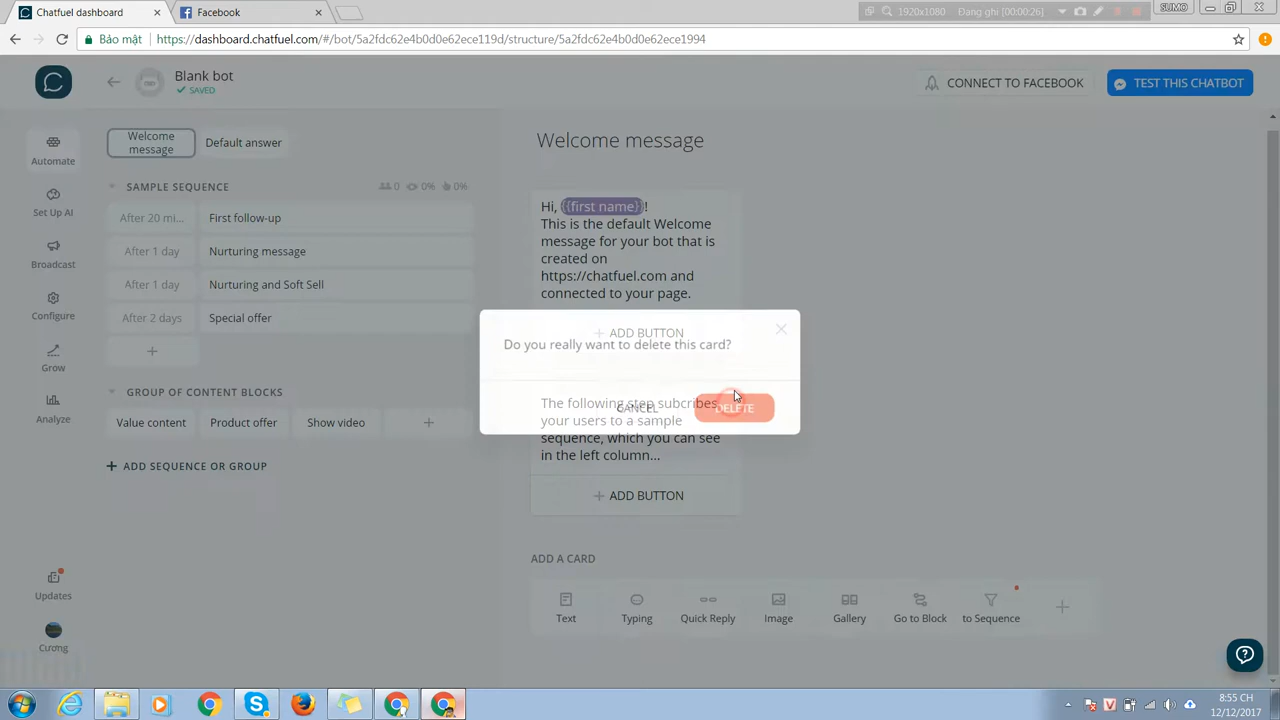 Chatfuel dashboard
Facebook
1920x1080
Đang ghi [00:00:26]
SUMO
Bảo mật
https://dashboard.chatfuel.com/#/bot/5a2fdc62e4b0d0e62ece119d/structure/5a2fdc62e4b0d0e62ece1994
Blank bot
SAVED
CONNECT TO FACEBOOK
TEST THIS CHATBOT
Automate
Set Up AI
Broadcast
Configure
Grow
Analyze
Updates
Cường
Welcome message
Default answer
SAMPLE SEQUENCE
0
0%
0%
After 20 mi...
First follow-up
After 1 day
Nurturing message
After 1 day
Nurturing and Soft Sell
After 2 days
Special offer
GROUP OF CONTENT BLOCKS
Value content
Product offer
Show video
ADD SEQUENCE OR GROUP
Welcome message
Hi, {{first name}}!
This is the default Welcome
message for your bot that is
created on
https://chatfuel.com and
connected to your page.
ADD BUTTON
Do you really want to delete this card?
CANCEL
DELETE
The following step subcribes
your users to a sample
sequence, which you can see
in the left column...
ADD BUTTON
ADD A CARD
Text
Typing
Quick Reply
Image
Gallery
Go to Block
to Sequence
8:55 CH
12/12/2017